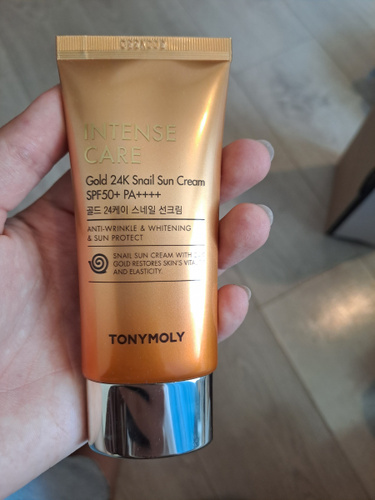 INTENSE
CARE
Gold 24K Snail Sun Cream
SPF50+ PA++++
골드 24케이 스네일 선크림
ANTI-WRINKLE & WHITENING
& SUN PROTECT
SNAIL SUN CREAM WITH
GOLD RESTORES SKIN'S
AND ELASTICITY.
TONYMOLY